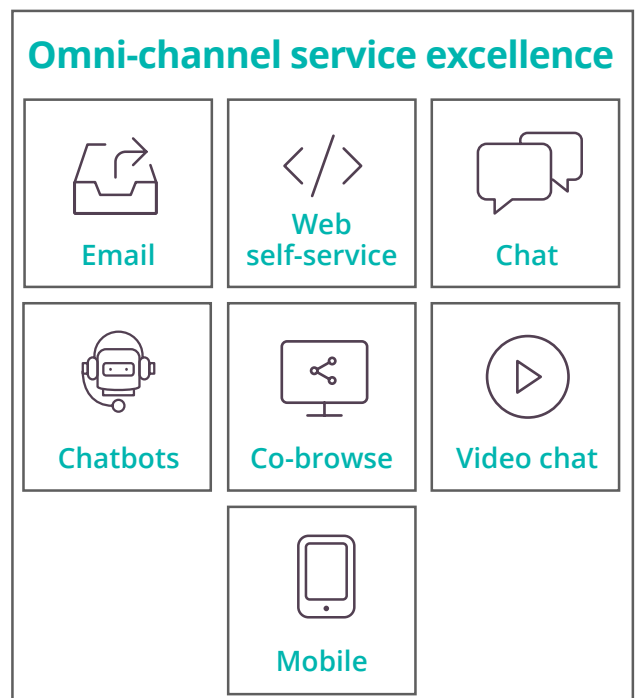 Omni-channel service excellence
Email
Web
self-service
Chat
Chatbots
Co-browse
Video chat
Mobile